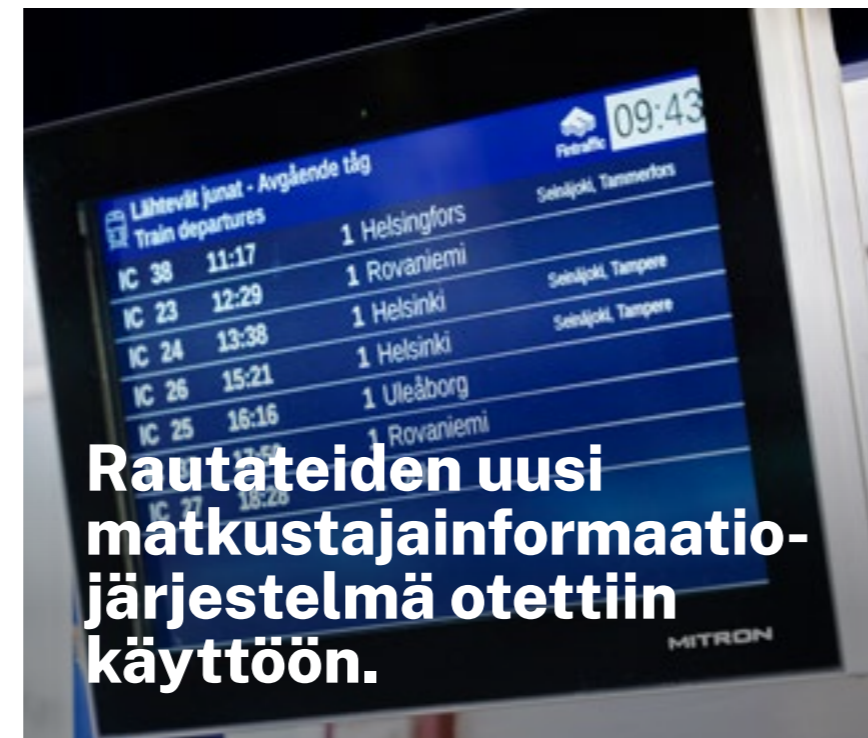 Lähtevät junat - Avgående tåg
Train departures
Fintraffic
09:43
IC 38 11:17 1 Helsingfors Seinäjoki, Tammerfors
IC 23 12:29 1 Rovaniemi
IC 24 13:38 1 Helsinki Seinäjoki, Tampere
IC 26 15:21 1 Helsinki Seinäjoki, Tampere
IC 25 16:16 1 Uleåborg
1 Rovaniemi
IC 27 18:28
Rautateiden uusi
matkustajainformaatio-
järjestelmä otettiin
käyttöön.
MITRON